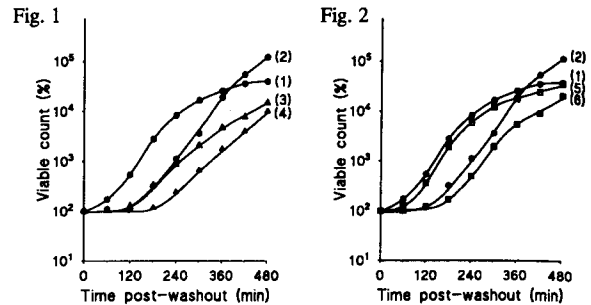 Fig. 1
Viable count (%)
10⁵
10⁴
10³
10²
10¹
(2)
(1)
(3)
(4)
0 120 240 360 480
Time post-washout (min)
Fig. 2
Viable count (%)
10⁵
10⁴
10³
10²
10¹
(2)
(1)
(5)
(6)
0 120 240 360 480
Time post-washout (min)